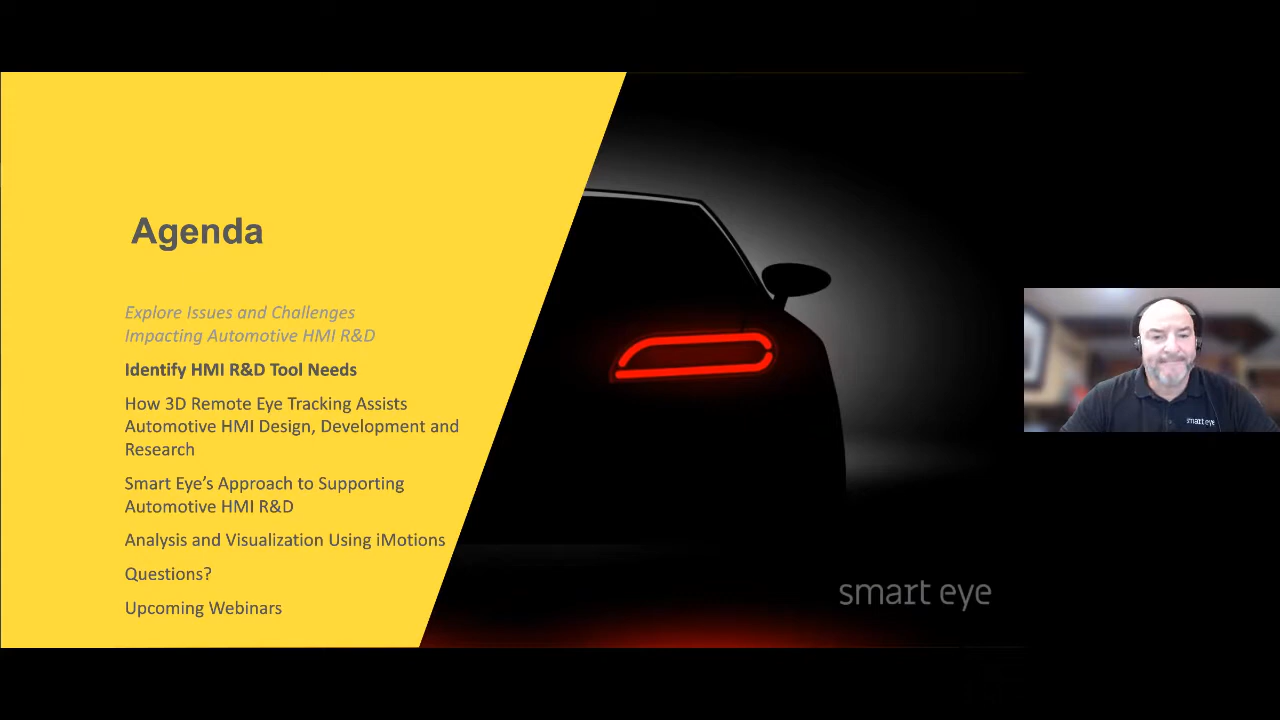 Agenda
Explore Issues and Challenges
Impacting Automotive HMI R&D
Identify HMI R&D Tool Needs
How 3D Remote Eye Tracking Assists
Automotive HMI Design, Development and
Research
Smart Eye’s Approach to Supporting
Automotive HMI R&D
Analysis and Visualization Using iMotions
Questions?
Upcoming Webinars
smart eye
smart eye